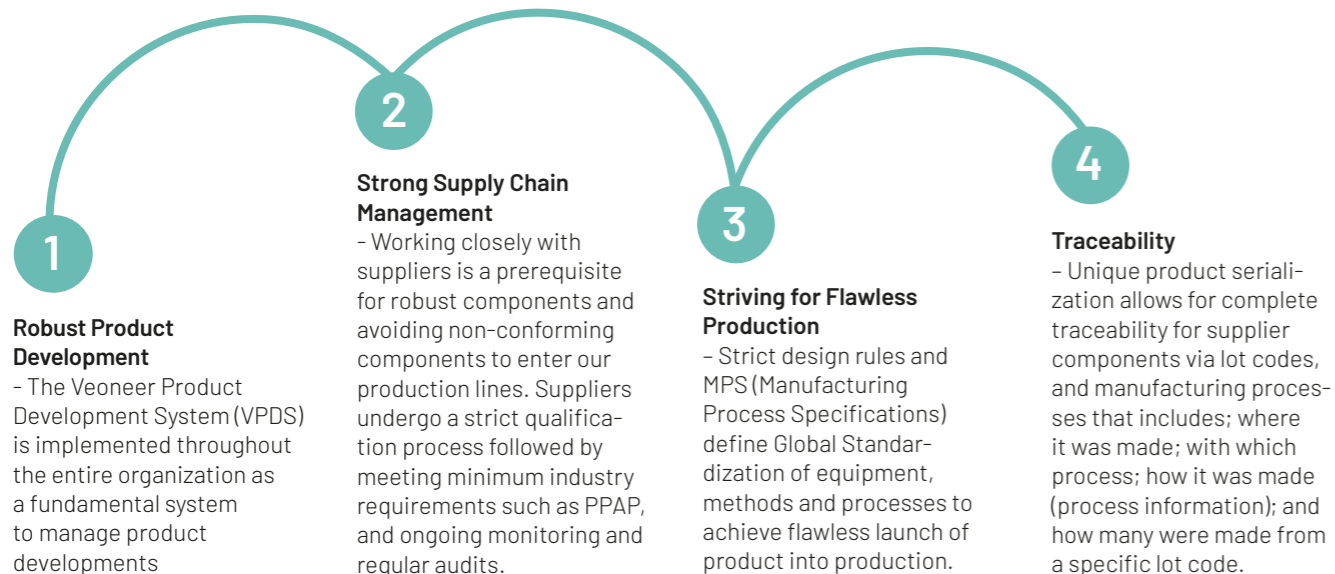 1
Robust Product
Development
- The Veoneer Product
Development System (VPDS)
is implemented throughout
the entire organization as
a fundamental system
to manage product
developments
2
Strong Supply Chain
Management
- Working closely with
suppliers is a prerequisite
for robust components and
avoiding non-conforming
components to enter our
production lines. Suppliers
undergo a strict qualifica-
tion process followed by
meeting minimum industry
requirements such as PPAP,
and ongoing monitoring and
regular audits.
3
Striving for Flawless
Production
– Strict design rules and
MPS (Manufacturing
Process Specifications)
define Global Standar-
dization of equipment,
methods and processes to
achieve flawless launch of
product into production.
4
Traceability
– Unique product seriali-
zation allows for complete
traceability for supplier
components via lot codes,
and manufacturing proces-
ses that includes; where
it was made; with which
process; how it was made
(process information); and
how many were made from
a specific lot code.